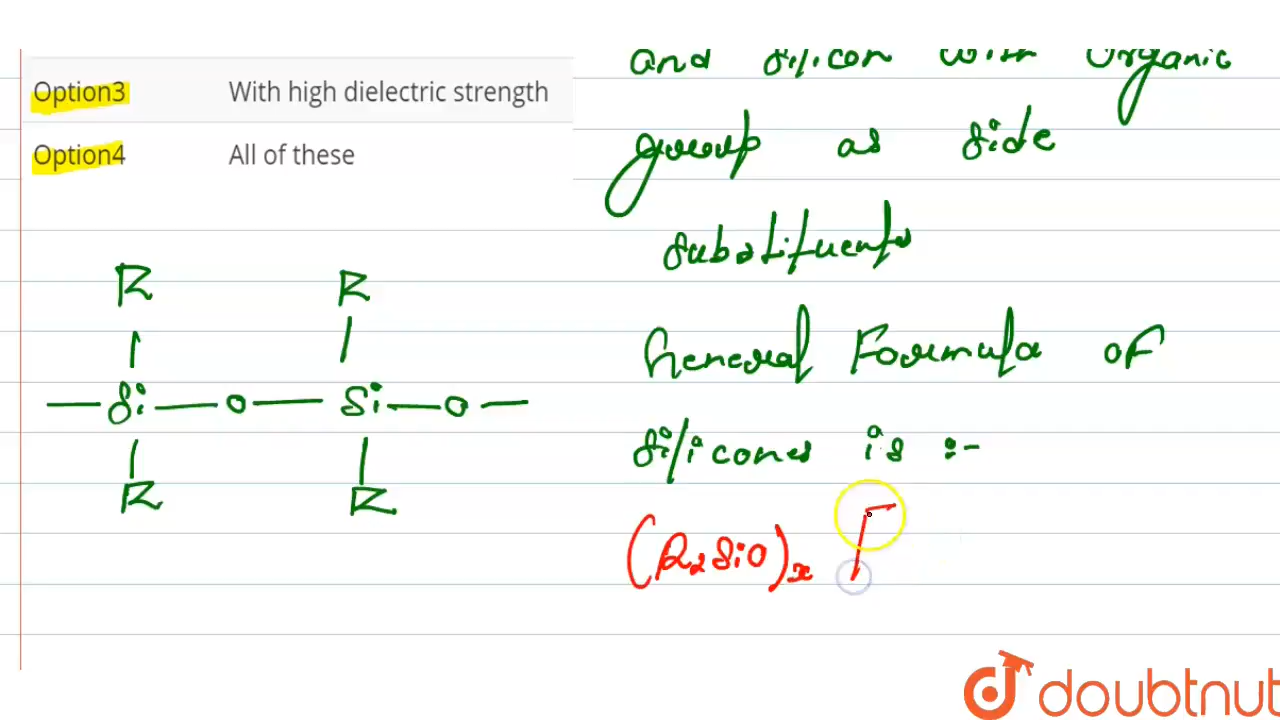 Option3 With high dielectric strength
Option4 All of these
R R
— Si — O — Si — O —
R R
and silicon with organic
group as side
substituents
General Formula of
silicones is :-
(R₂SiO)ₓ
doubtnut